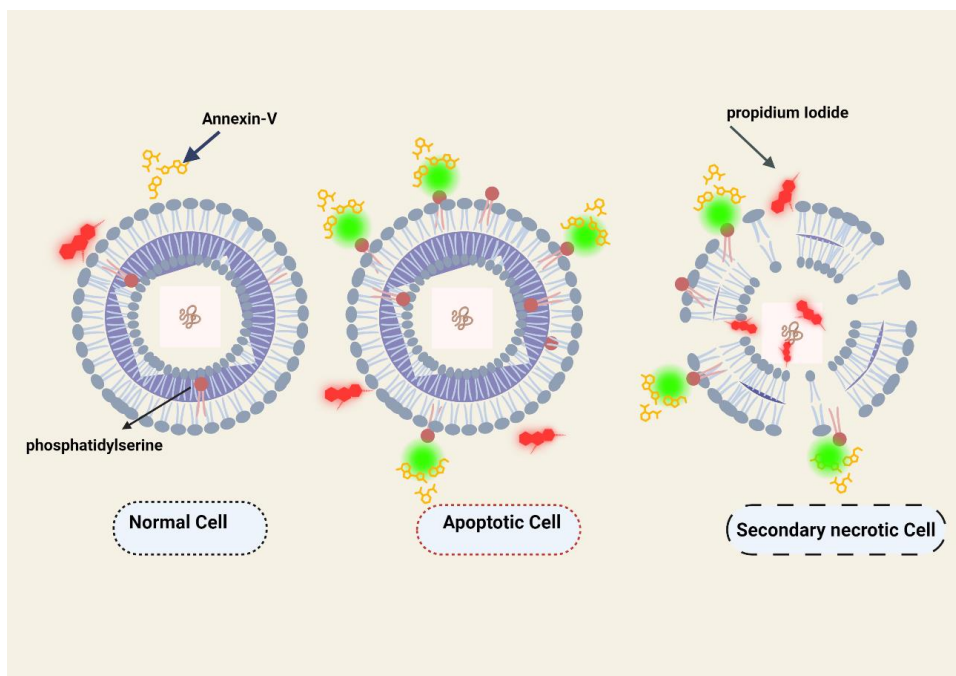 Annexin-V
propidium Iodide
phosphatidylserine
Normal Cell
Apoptotic Cell
Secondary necrotic Cell